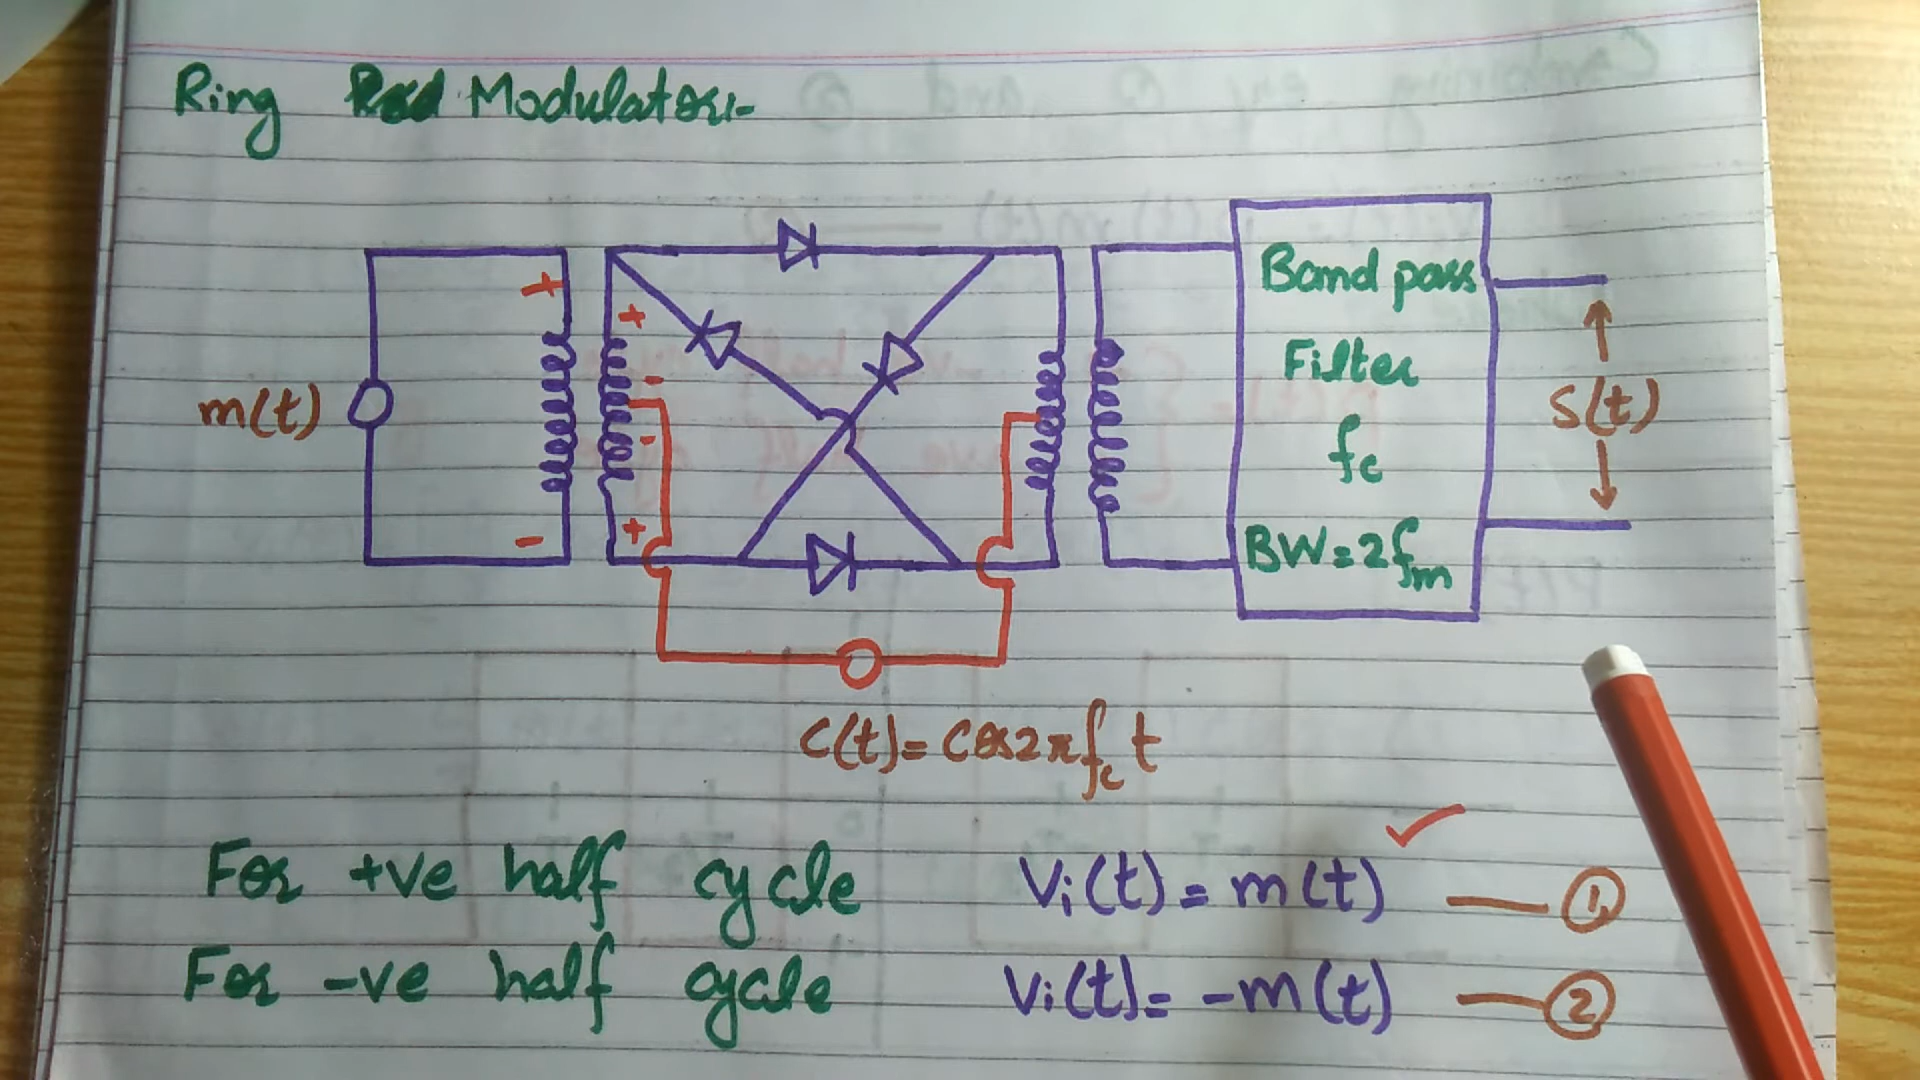 Ring Modulator:-
+
+
-
-
+
-
m(t)
Band pass
Filter
fc
BW=2fm
S(t)
C(t)= Cos2πfc t
For +ve half cycle Vi(t)= m(t) ✓ — 1
For -ve half cycle Vi(t)= -m(t) — 2